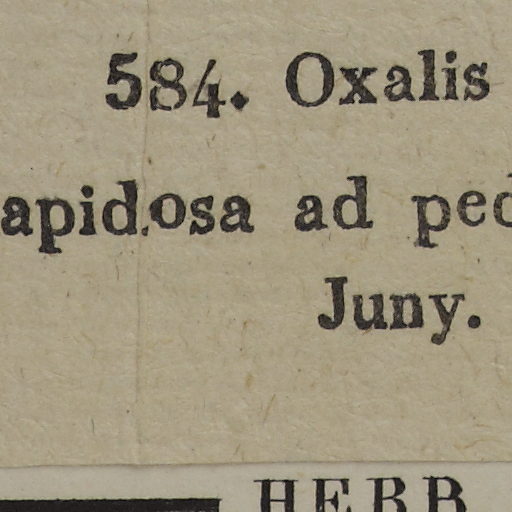 584. Oxalis
apidosa ad ped
Juny.
HERB